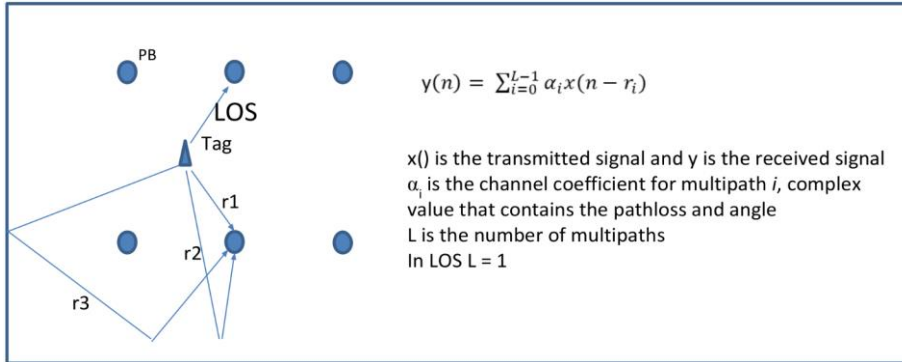 PB
LOS
Tag
r1
r2
r3
y(n) = ∑_{i=0}^{L-1} α_i x(n − r_i)
x() is the transmitted signal and y is the received signal
α_i is the channel coefficient for multipath i, complex
value that contains the pathloss and angle
L is the number of multipaths
In LOS L = 1